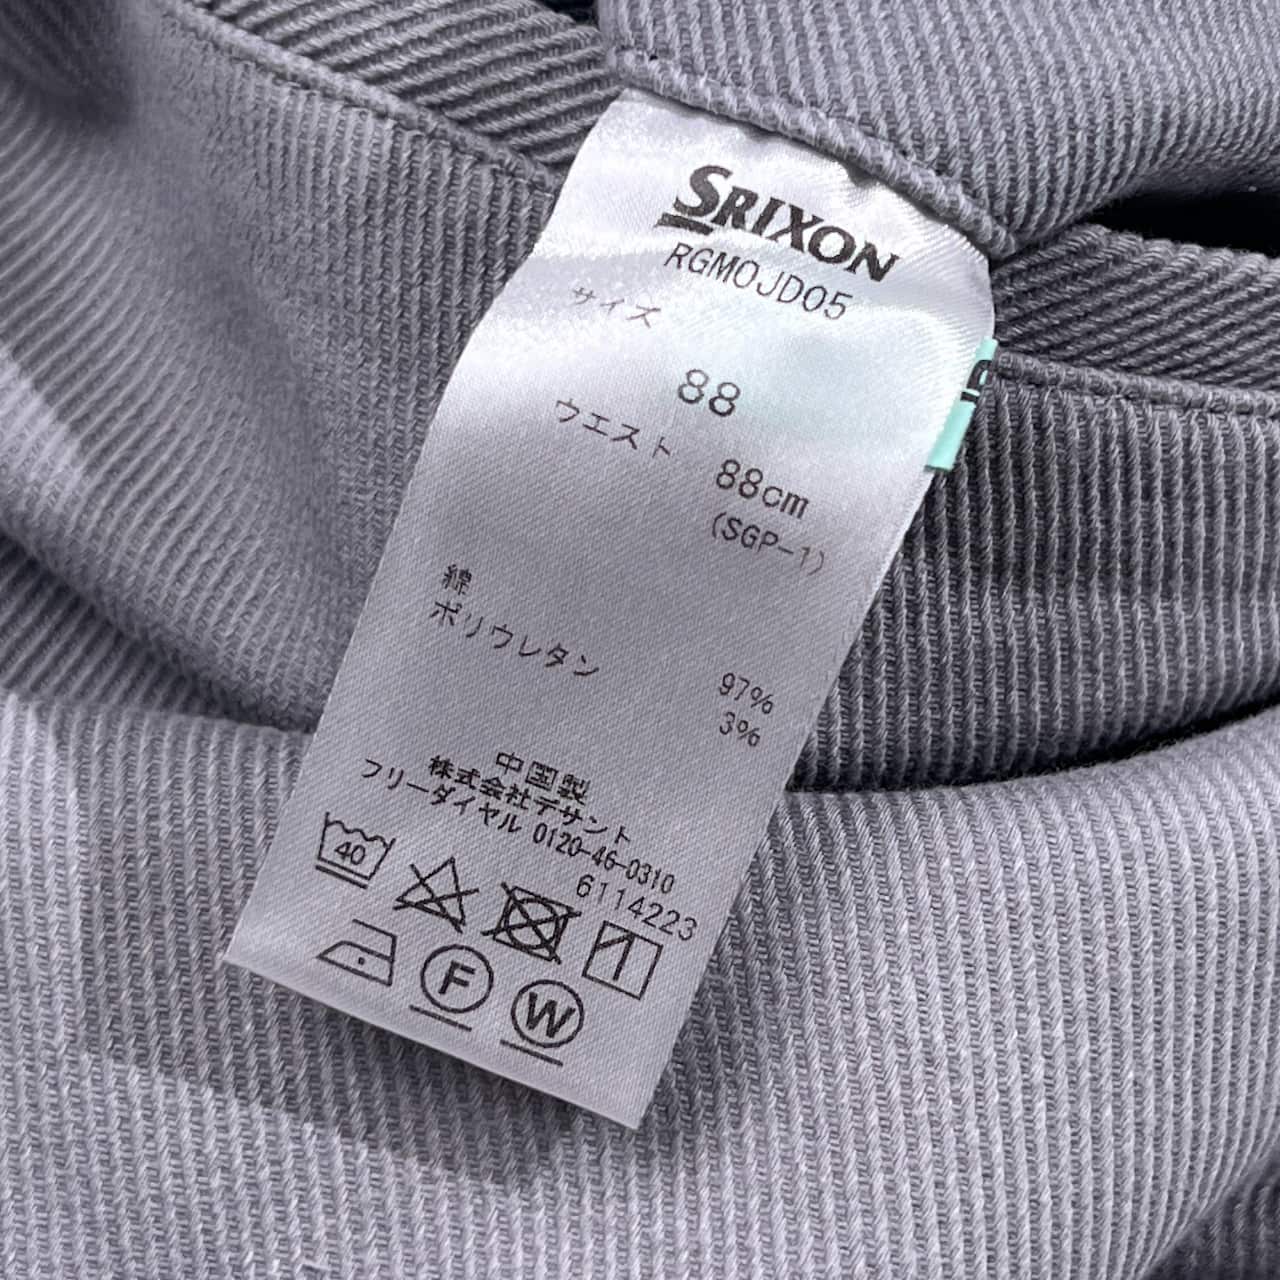 SRIXON
RGMOJD05
サイズ
88
ウエスト 88cm
(SGP-1)
綿 97%
ポリウレタン 3%
中国製
株式会社デサント
フリーダイヤル 0120-46-0310
6114223
40
F
W